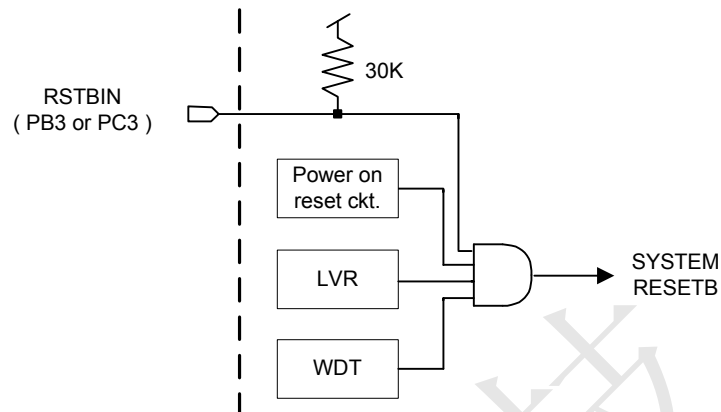 30K
RSTBIN
( PB3 or PC3 )
Power on
reset ckt.
LVR
SYSTEM
RESETB
WDT